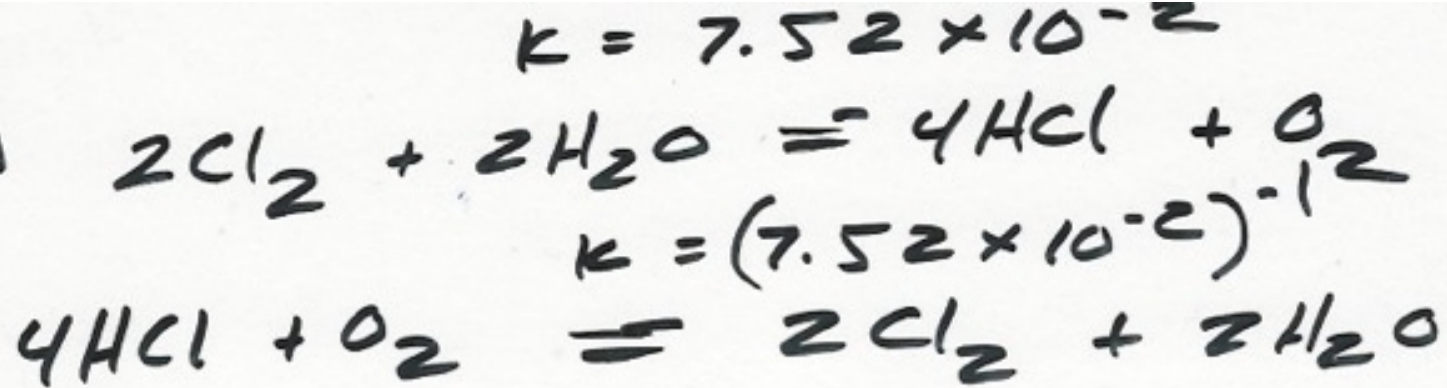 K = 7.52 × 10⁻²
2Cl₂ + 2H₂O = 4HCl + O₂
K = (7.52 × 10⁻²)⁻¹
4HCl + O₂ = 2Cl₂ + 2H₂O